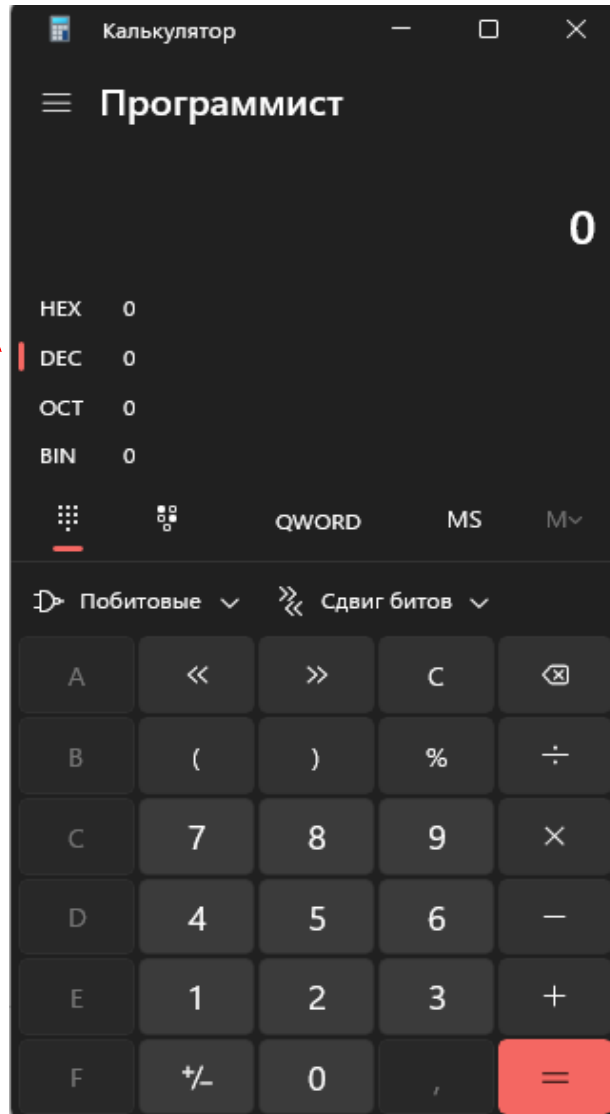 Калькулятор
Программист
0
HEX 0
DEC 0
OCT 0
BIN 0
QWORD MS M
Побитовые Сдвиг битов
A « » C
B ( ) % ÷
C 7 8 9 ×
D 4 5 6 −
E 1 2 3 +
F +/− 0 , =